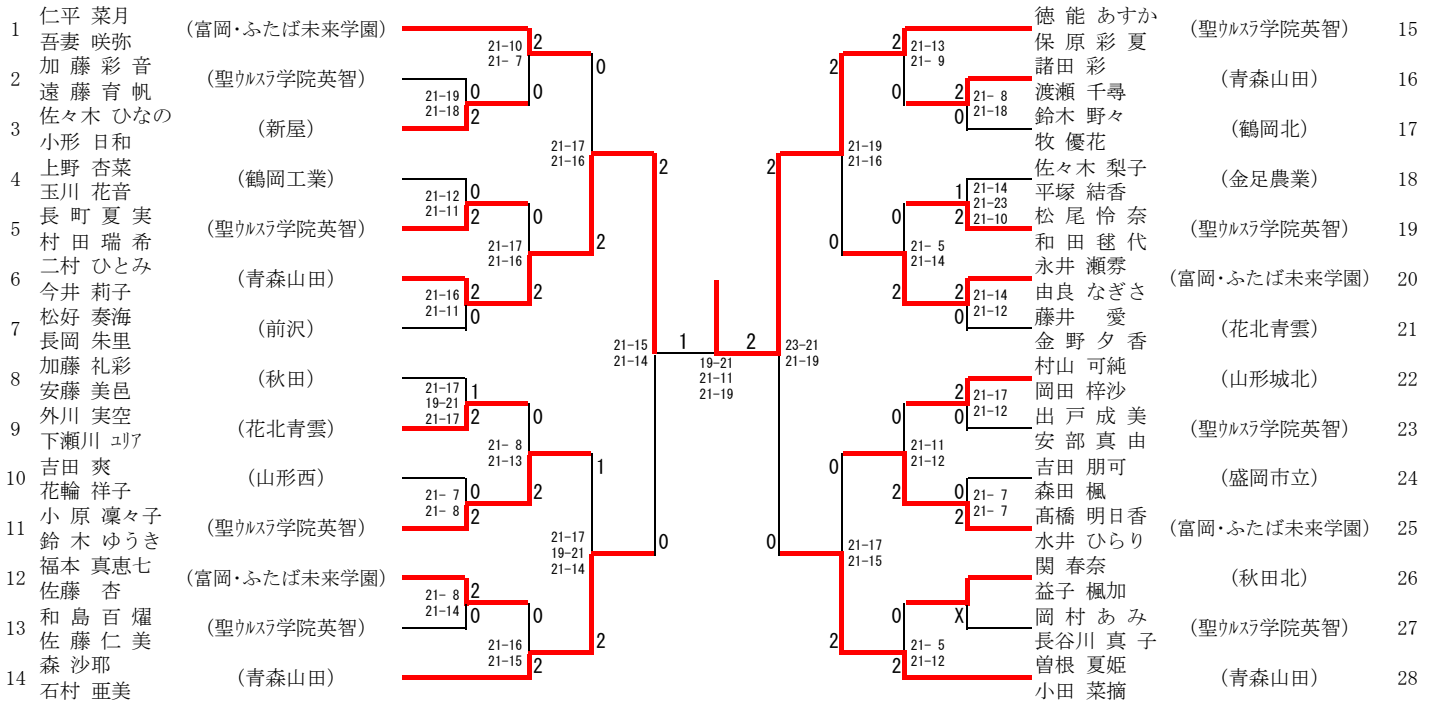 1 仁平 菜月 (富岡・ふたば未来学園)
吾妻 咲弥
2 加 藤 彩 音 (聖ウルスラ学院英智)
遠 藤 育 帆
3 佐々木 ひなの (新屋)
小形 日和
4 上野 杏菜 (鶴岡工業)
玉川 花音
5 長 町 夏 実 (聖ウルスラ学院英智)
村 田 瑞 希
6 二村 ひとみ (青森山田)
今井 莉子
7 松好 奏海 (前沢)
長岡 朱里
8 加藤 礼彩 (秋田)
安藤 美邑
9 外川 実空 (花北青雲)
下瀬川 ユリア
10 吉田 爽 (山形西)
花輪 祥子
11 小 原 凜々子 (聖ウルスラ学院英智)
鈴 木 ゆうき
12 福本 真恵七 (富岡・ふたば未来学園)
佐藤 杏
13 和 島 百 燿 (聖ウルスラ学院英智)
佐 藤 仁 美
14 森 沙耶 (青森山田)
石村 亜美
21-10 2
21- 7 0
21-19 0
21-18 2
0
21-17
21-16
2
21-12 0
21-11 2
0
21-17
21-16
2
21-16 2
21-11 0
2
21-15
21-14
0
21-17 1
19-21
21-17 2
0
21- 8
21-13
2
21- 7 0
21- 8 2
1
21-17
19-21
21-14
2
21- 8 2
21-14 0
0
21-16
21-15
2
1 2
19-21
21-11
21-19
徳 能 あすか (聖ウルスラ学院英智) 15
保 原 彩 夏
諸田 彩 (青森山田) 16
渡瀬 千尋
鈴木 野々 (鶴岡北) 17
牧 優花
佐々木 梨子 (金足農業) 18
平塚 結香
松 尾 怜 奈 (聖ウルスラ学院英智) 19
和 田 毬 代
永井 瀬雰 (富岡・ふたば未来学園) 20
由良 なぎさ
藤井 愛 (花北青雲) 21
金 野 夕 香
村山 可純 (山形城北) 22
岡田 梓沙
出 戸 成 美 (聖ウルスラ学院英智) 23
安 部 真 由
吉田 朋可 (盛岡市立) 24
森田 楓
髙橋 明日香 (富岡・ふたば未来学園) 25
水井 ひらり
関 春奈 (秋田北) 26
益子 楓加
岡 村 あ み (聖ウルスラ学院英智) 27
長谷川 真 子
曽根 夏姫 (青森山田) 28
小田 菜摘
2 21-13
21- 9
0
2 21- 8
0 21-18
2
21-19
21-16
0
1 21-14
21-23
2 21-10
0
21- 5
21-14
2
2 21-14
0 21-12
2
23-21
21-19
0
2 21-17
0 21-12
0
21-11
21-12
2
0 21- 7
2 21- 7
0
21-17
21-15
2
X
0
21- 5
21-12
2